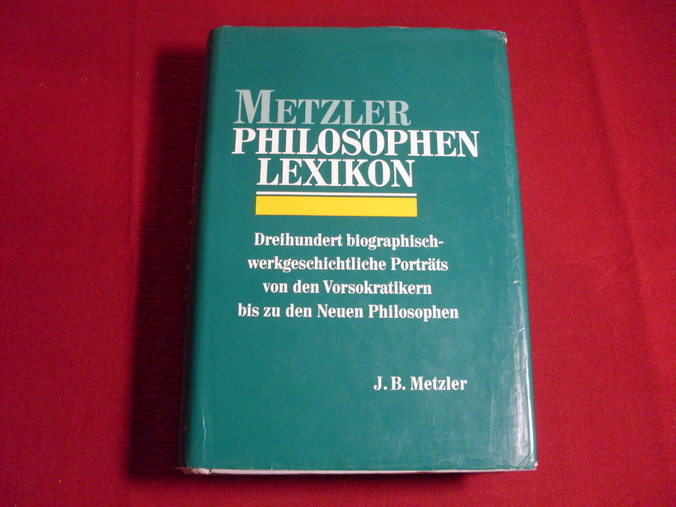 METZLER
PHILOSOPHEN
LEXIKON
Dreihundert biographisch-
werkgeschichtliche Porträts
von den Vorsokratikern
bis zu den Neuen Philosophen
J. B. Metzler